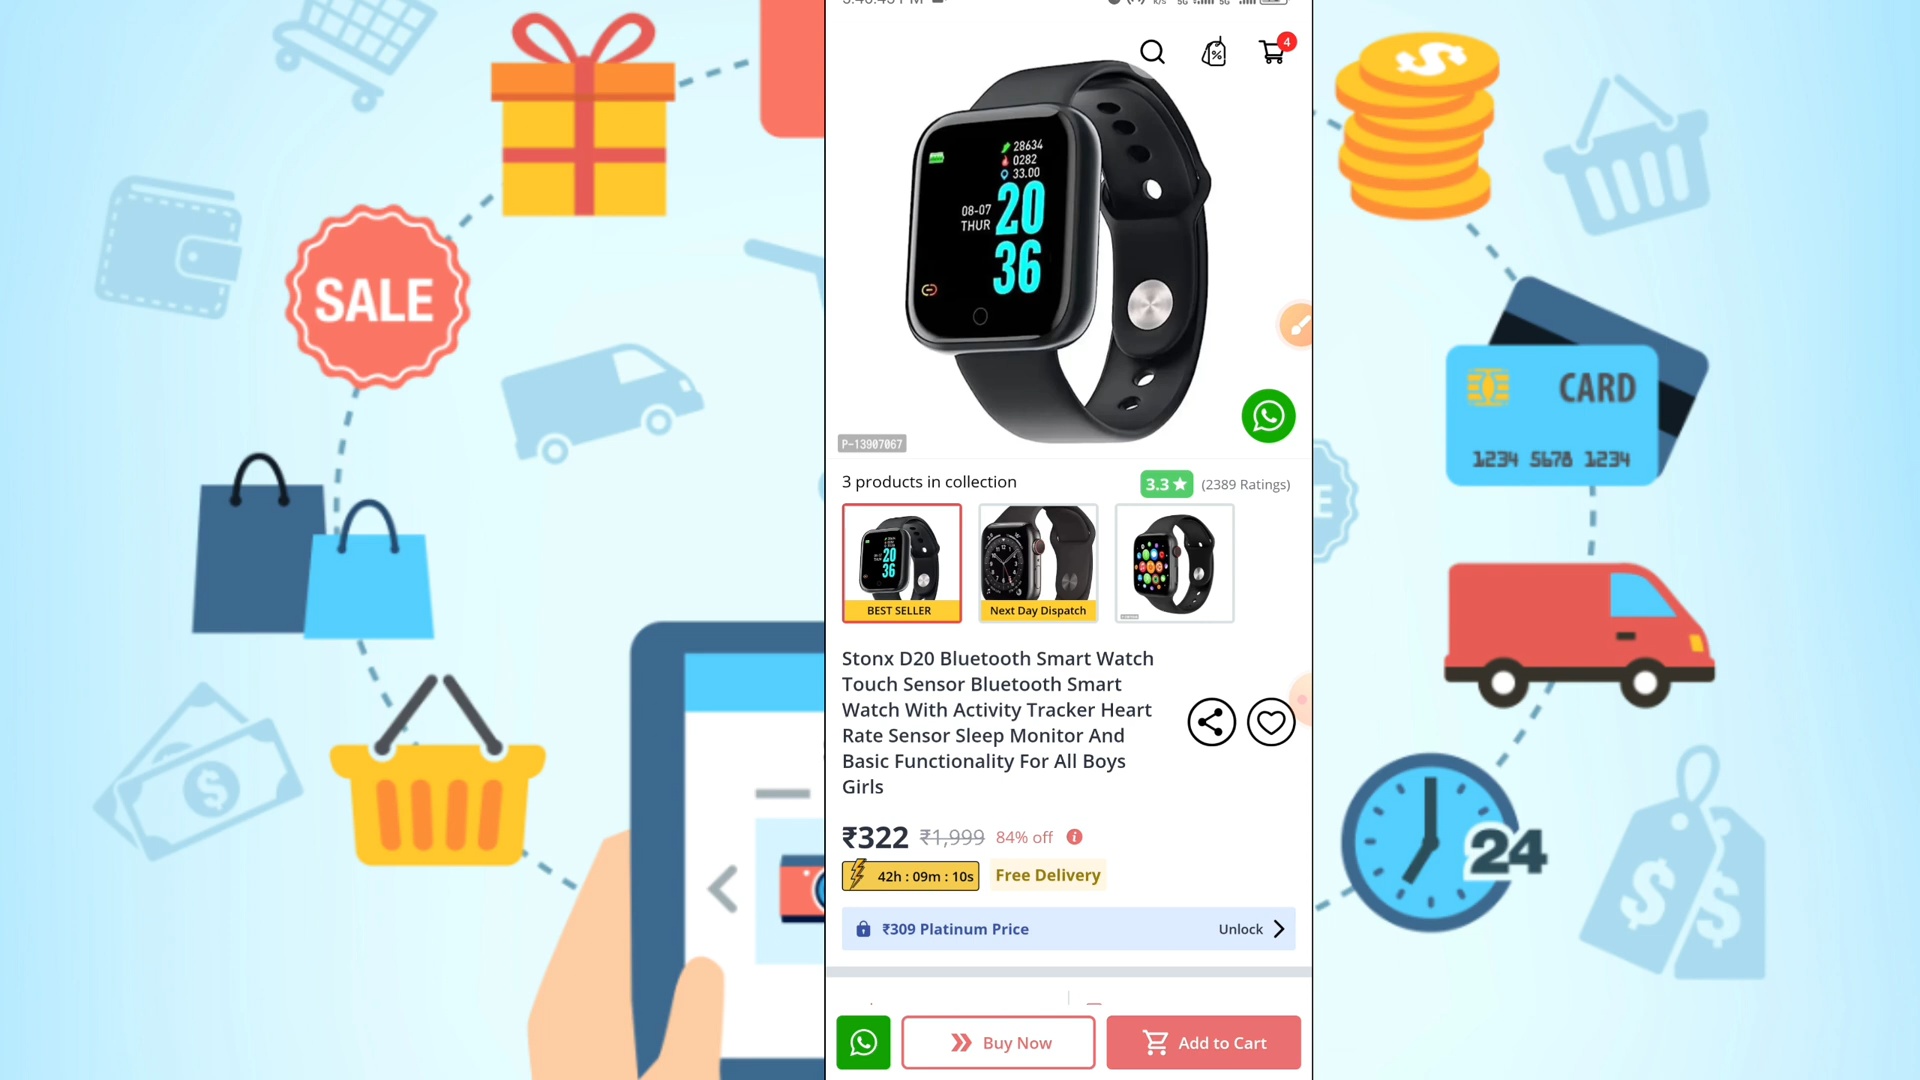 SALE
CARD
1234 5678 1234
24
4
28634
0282
33.00
08-07
THUR
20
36
P-13907067
3 products in collection
3.3★ (2389 Ratings)
BEST SELLER
Next Day Dispatch
Stonx D20 Bluetooth Smart Watch
Touch Sensor Bluetooth Smart
Watch With Activity Tracker Heart
Rate Sensor Sleep Monitor And
Basic Functionality For All Boys
Girls
₹322 ₹1,999 84% off
42h : 09m : 10s Free Delivery
₹309 Platinum Price Unlock
Buy Now Add to Cart